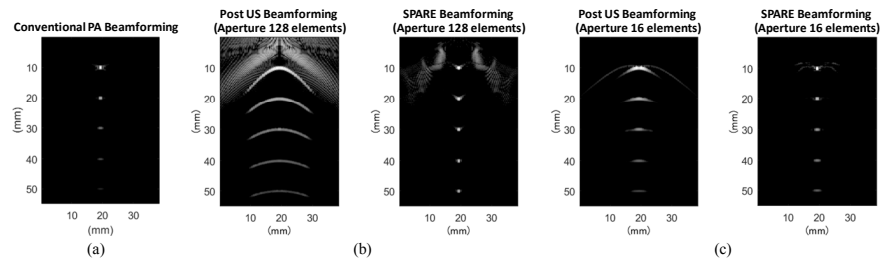 Conventional PA Beamforming
10
20
30
40
50
(mm)
10 20 30
(mm)
(a)
Post US Beamforming
(Aperture 128 elements)
10
20
30
40
50
(mm)
10 20 30
(mm)
SPARE Beamforming
(Aperture 128 elements)
10
20
30
40
50
(mm)
10 20 30
(mm)
(b)
Post US Beamforming
(Aperture 16 elements)
10
20
30
40
50
(mm)
10 20 30
(mm)
SPARE Beamforming
(Aperture 16 elements)
10
20
30
40
50
(mm)
10 20 30
(mm)
(c)